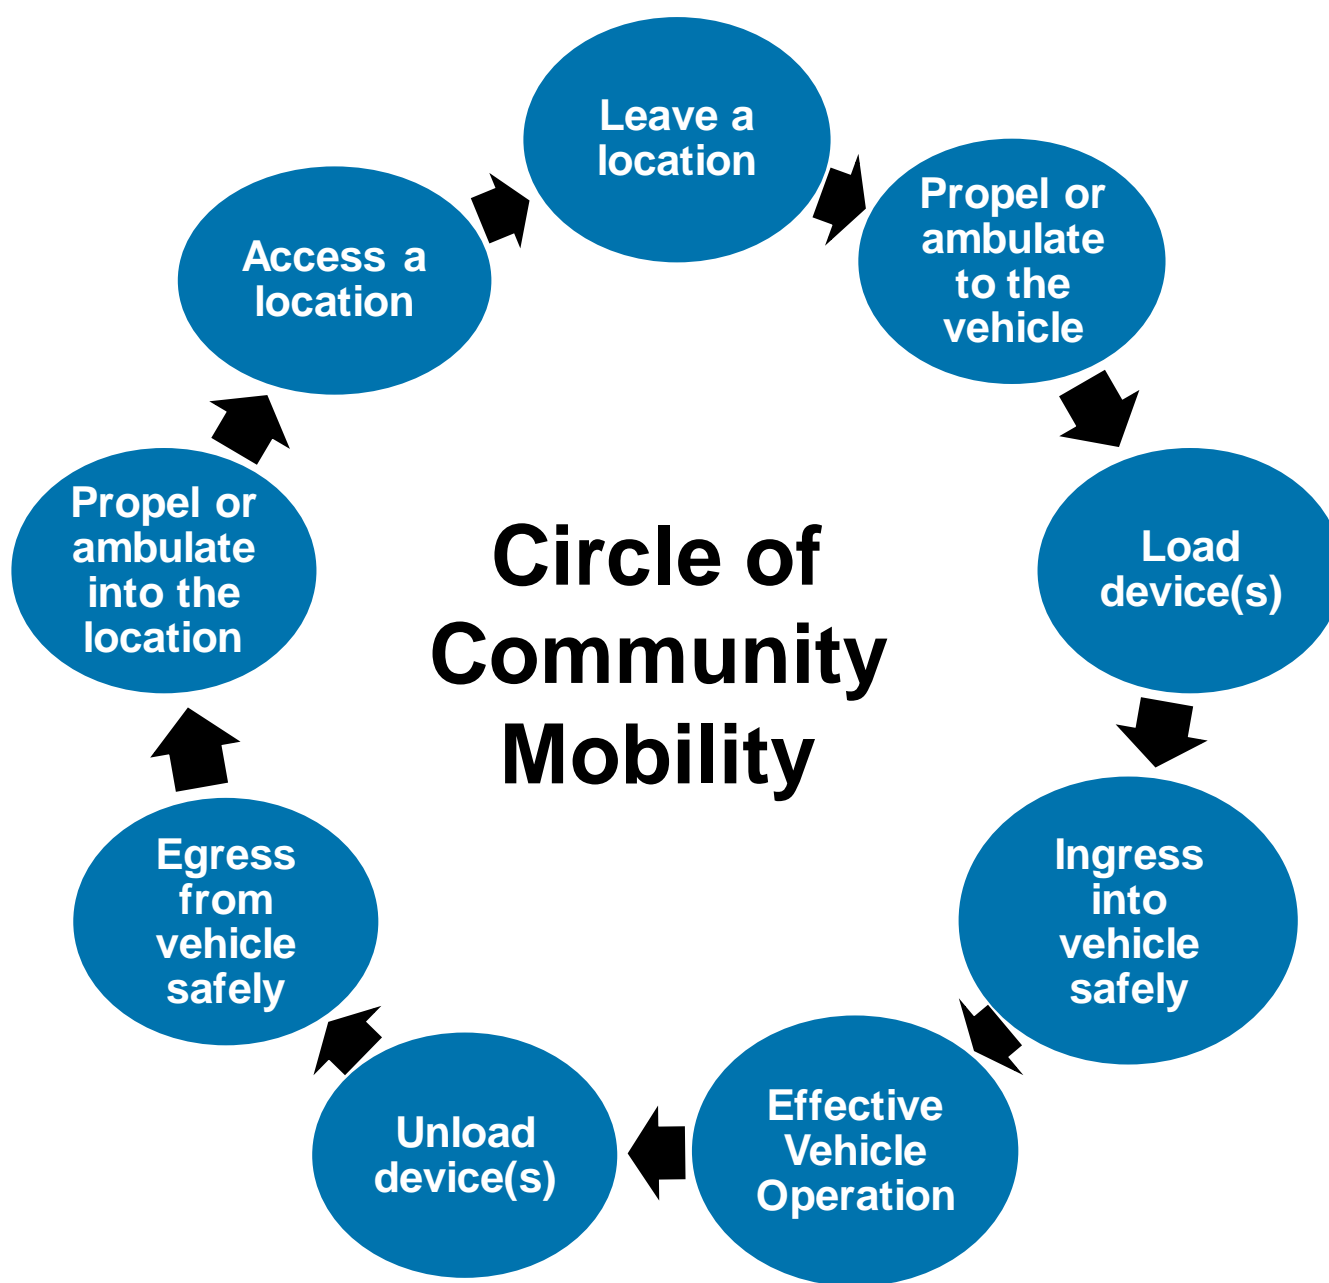 Leave a
location
Propel or
ambulate
to the
vehicle
Load
device(s)
Ingress
into
vehicle
safely
Effective
Vehicle
Operation
Unload
device(s)
Egress
from
vehicle
safely
Propel or
ambulate
into the
location
Access a
location
Circle of
Community
Mobility